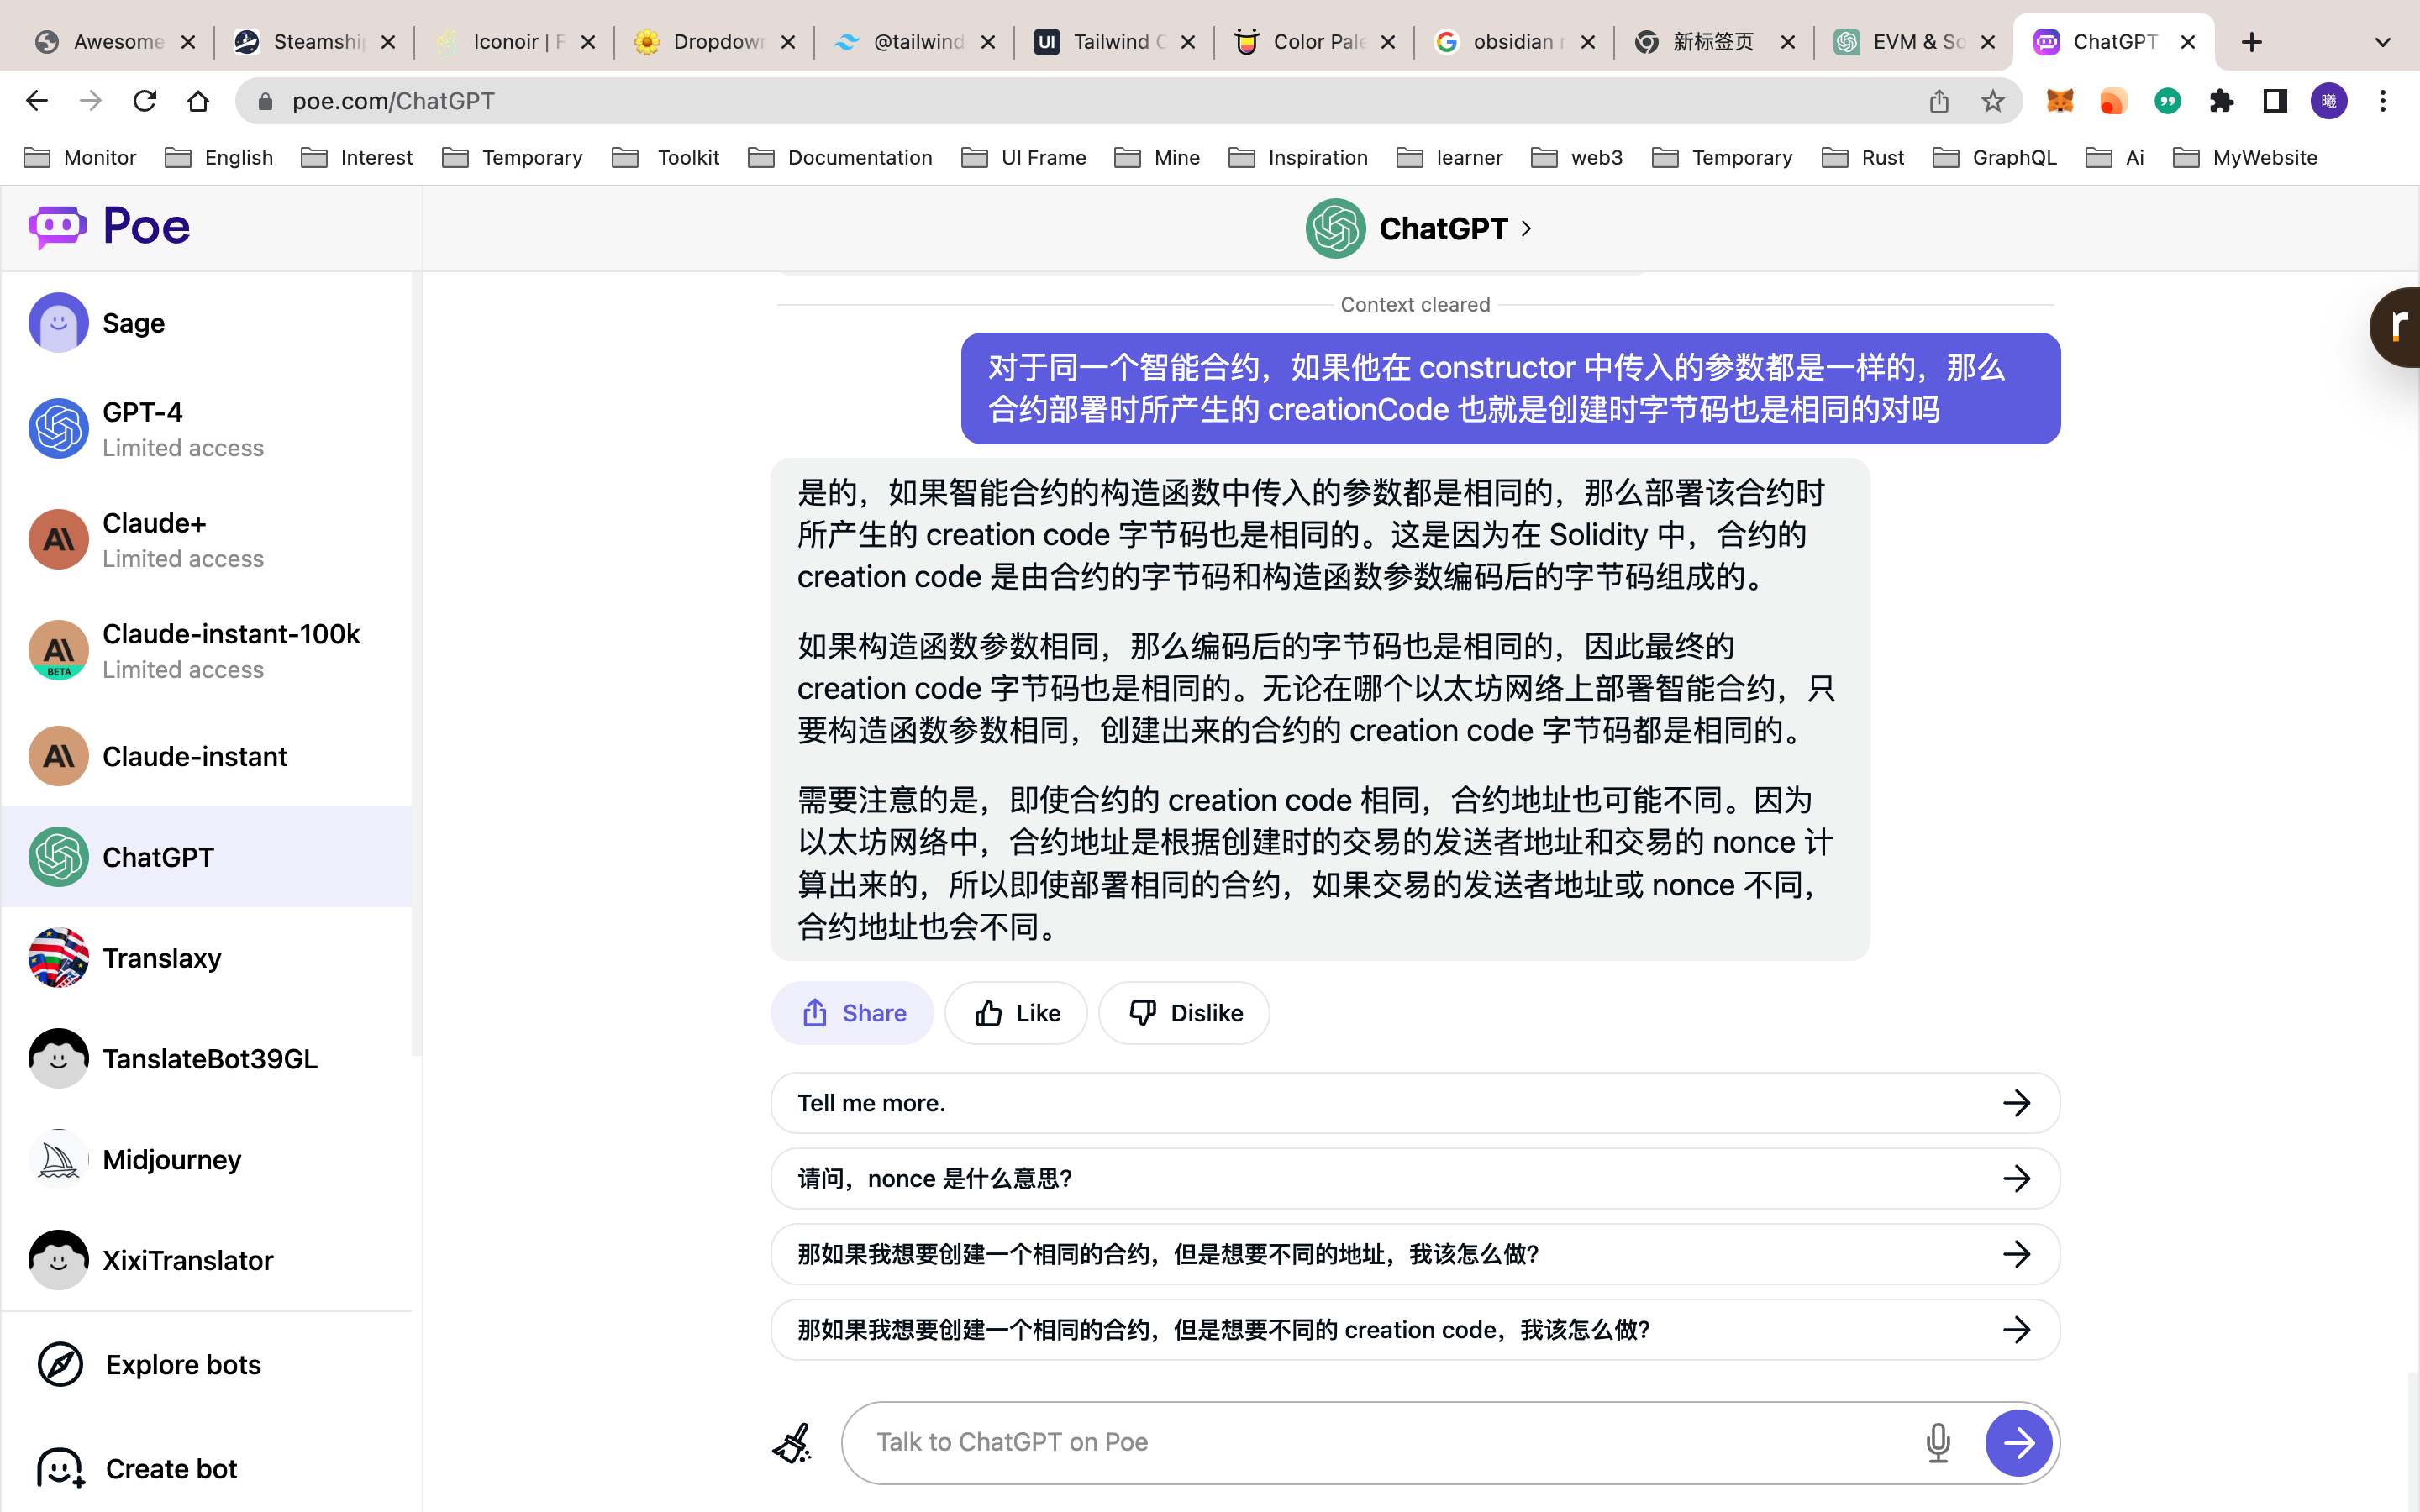 Awesome
Steamship
Iconoir | F
Dropdown
@tailwind
Tailwind C
Color Pale
obsidian r
新标签页
EVM & So
ChatGPT
poe.com/ChatGPT
曦
Monitor
English
Interest
Temporary
Toolkit
Documentation
UI Frame
Mine
Inspiration
learner
web3
Temporary
Rust
GraphQL
Ai
MyWebsite
Poe
ChatGPT
Sage
GPT-4
Limited access
Claude+
Limited access
Claude-instant-100k
BETA
Limited access
Claude-instant
ChatGPT
Translaxy
TanslateBot39GL
Midjourney
XixiTranslator
Explore bots
Create bot
Context cleared
对于同一个智能合约，如果他在 constructor 中传入的参数都是一样的，那么
合约部署时所产生的 creationCode 也就是创建时字节码也是相同的对吗
是的，如果智能合约的构造函数中传入的参数都是相同的，那么部署该合约时
所产生的 creation code 字节码也是相同的。这是因为在 Solidity 中，合约的
creation code 是由合约的字节码和构造函数参数编码后的字节码组成的。
如果构造函数参数相同，那么编码后的字节码也是相同的，因此最终的
creation code 字节码也是相同的。无论在哪个以太坊网络上部署智能合约，只
要构造函数参数相同，创建出来的合约的 creation code 字节码都是相同的。
需要注意的是，即使合约的 creation code 相同，合约地址也可能不同。因为
以太坊网络中，合约地址是根据创建时的交易的发送者地址和交易的 nonce 计
算出来的，所以即使部署相同的合约，如果交易的发送者地址或 nonce 不同，
合约地址也会不同。
Share
Like
Dislike
Tell me more.
请问，nonce 是什么意思?
那如果我想要创建一个相同的合约，但是想要不同的地址，我该怎么做?
那如果我想要创建一个相同的合约，但是想要不同的 creation code，我该怎么做?
Talk to ChatGPT on Poe
r